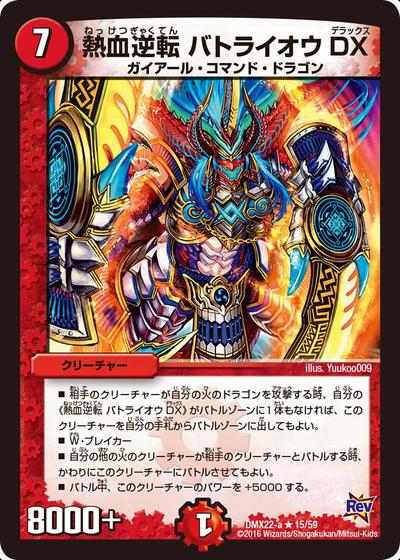 7
ねっけつぎゃくてん デラックス
熱血逆転 バトライオウ DX
ガイアール・コマンド・ドラゴン
クリーチャー
illus. Yuukoo009
■ 相手のクリーチャーが自分の火のドラゴンを攻撃する時、自分の
《熱血逆転 バトライオウ DX》がバトルゾーンに1体もなければ、この
クリーチャーを自分の手札からバトルゾーンに出してもよい。
■ W・ブレイカー
■ 自分の他の火のクリーチャーが相手のクリーチャーとバトルする時、
かわりにこのクリーチャーにバトルさせてもよい。
■ バトル中、このクリーチャーのパワーを +5000 する。
Rev
8000+
1
DMX22-a ★ 15/59
©2016 Wizards/Shogakukan/Mitsui-Kids